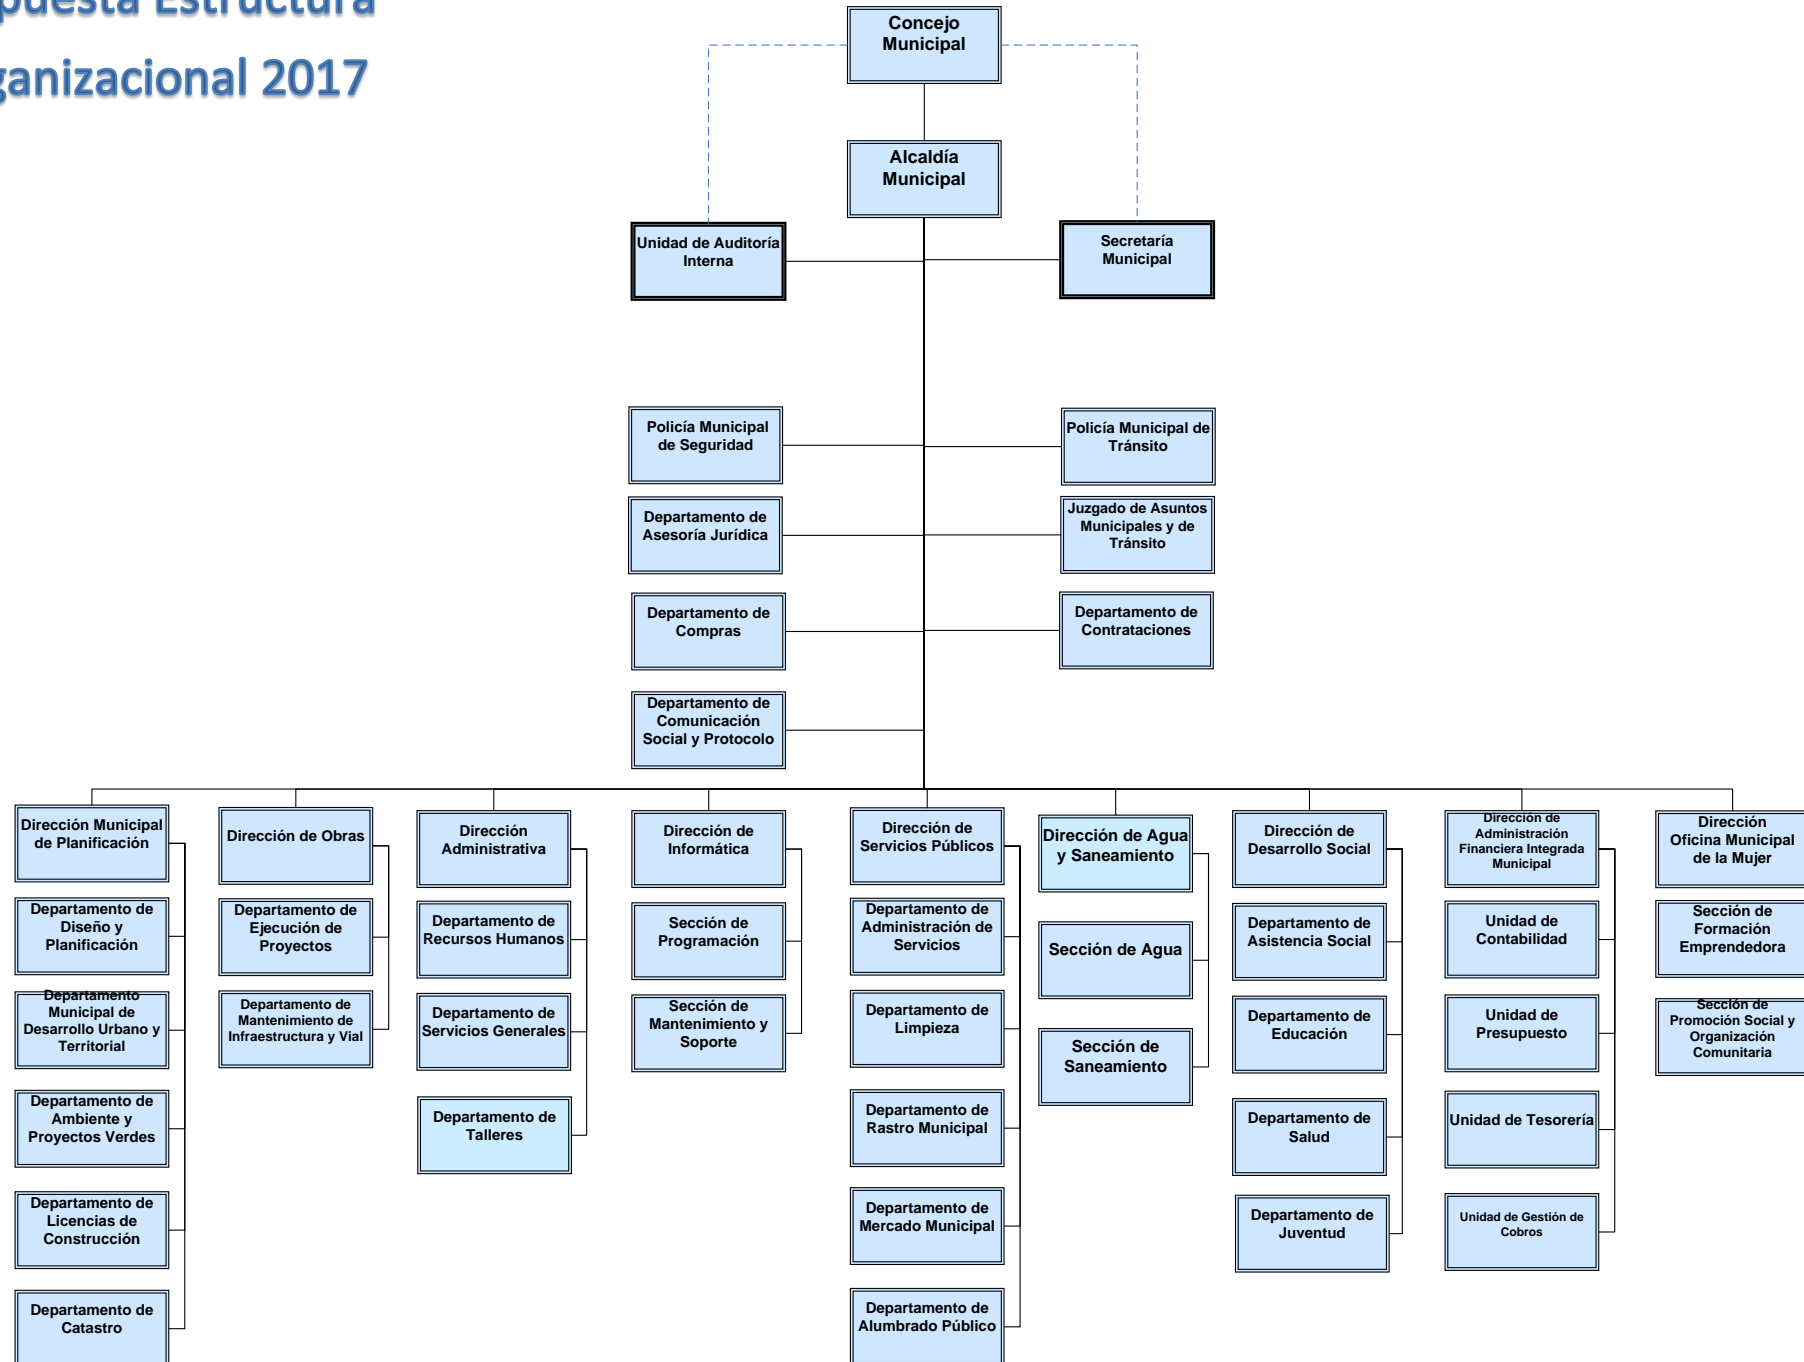 puesta Estructura
ganizacional 2017
Concejo
Municipal
Alcaldía
Municipal
Unidad de Auditoría
Interna
Secretaría
Municipal
Policía Municipal
de Seguridad
Policía Municipal de
Tránsito
Departamento de
Asesoría Jurídica
Juzgado de Asuntos
Municipales y de
Tránsito
Departamento de
Compras
Departamento de
Contrataciones
Departamento de
Comunicación
Social y Protocolo
Dirección Municipal
de Planificación
Departamento de
Diseño y
Planificación
Departamento
Municipal de
Desarrollo Urbano y
Territorial
Departamento de
Ambiente y
Proyectos Verdes
Departamento de
Licencias de
Construcción
Departamento de
Catastro
Dirección de Obras
Departamento de
Ejecución de
Proyectos
Departamento de
Mantenimiento de
Infraestructura y Vial
Dirección
Administrativa
Departamento de
Recursos Humanos
Departamento de
Servicios Generales
Departamento de
Talleres
Dirección de
Informática
Sección de
Programación
Sección de
Mantenimiento y
Soporte
Dirección de
Servicios Públicos
Departamento de
Administración de
Servicios
Departamento de
Limpieza
Departamento de
Rastro Municipal
Departamento de
Mercado Municipal
Departamento de
Alumbrado Público
Dirección de Agua
y Saneamiento
Sección de Agua
Sección de
Saneamiento
Dirección de
Desarrollo Social
Departamento de
Asistencia Social
Departamento de
Educación
Departamento de
Salud
Departamento de
Juventud
Dirección de
Administración
Financiera Integrada
Municipal
Unidad de
Contabilidad
Unidad de
Presupuesto
Unidad de Tesorería
Unidad de Gestión de
Cobros
Dirección
Oficina Municipal
de la Mujer
Sección de
Formación
Emprendedora
Sección de
Promoción Social y
Organización
Comunitaria